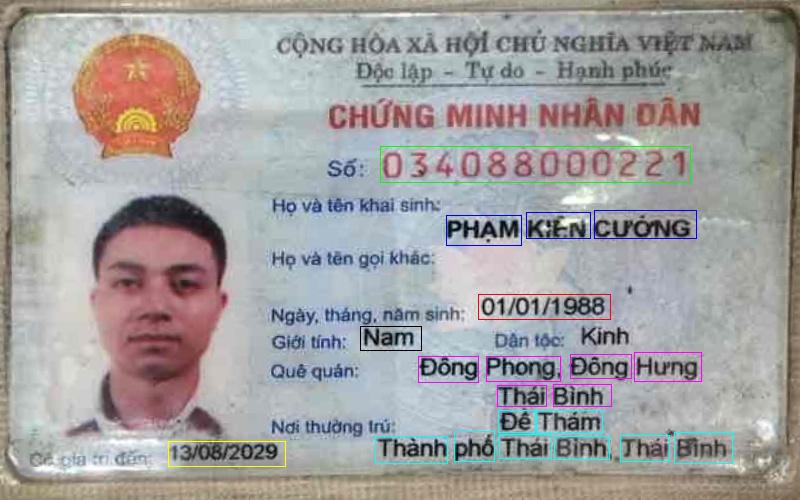 CỘNG HÒA XÃ HỘI CHỦ NGHĨA VIỆT NAM
Độc lập - Tự do - Hạnh phúc
CHỨNG MINH NHÂN DÂN
Số: 034088000221
Họ và tên khai sinh:
PHẠM KIÊN CƯỜNG
Họ và tên gọi khác:
Ngày, tháng, năm sinh: 01/01/1988
Giới tính: Nam Dân tộc: Kinh
Quê quán: Đông Phong, Đông Hưng
Thái Bình
Nơi thường trú: Đề Thám
Thành phố Thái Bình, Thái Bình
Có giá trị đến: 13/08/2029